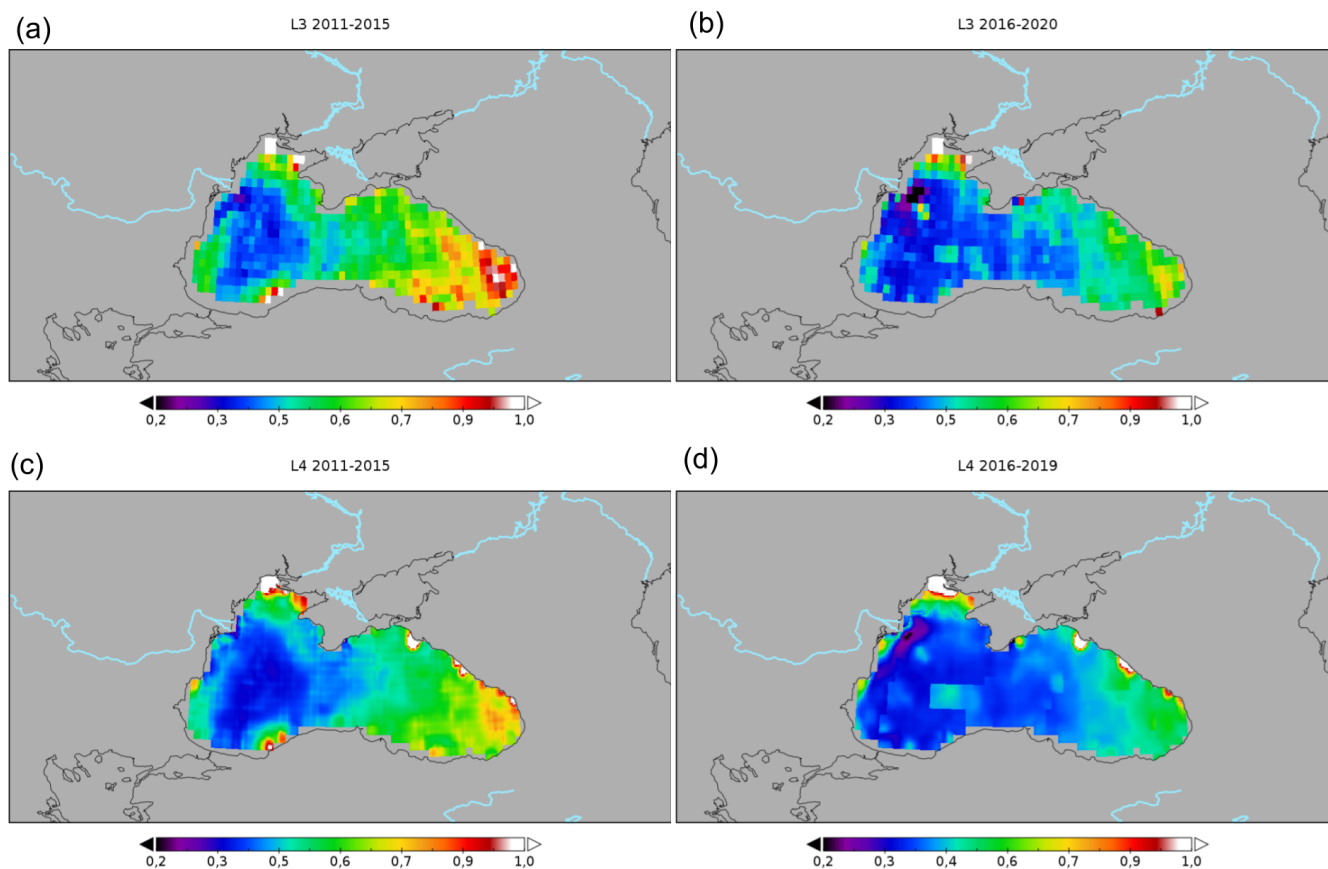 (a) L3 2011-2015
(b) L3 2016-2020
0,2 0,3 0,5 0,6 0,7 0,9 1,0
0,2 0,3 0,5 0,6 0,7 0,9 1,0
(c) L4 2011-2015
(d) L4 2016-2019
0,2 0,3 0,5 0,6 0,7 0,9 1,0
0,2 0,3 0,4 0,6 0,7 0,9 1,0